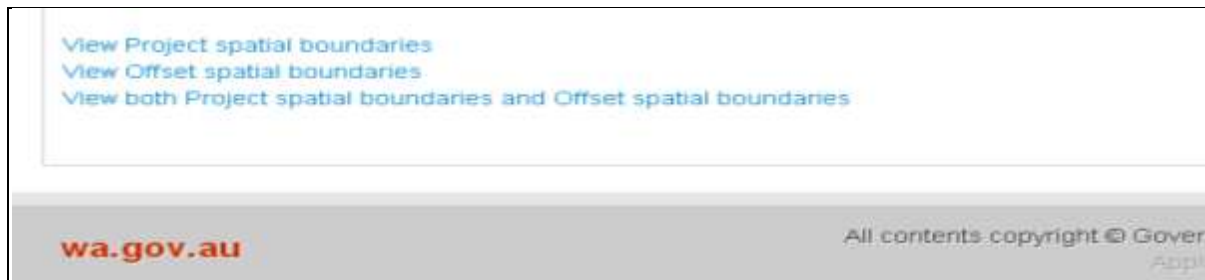 View Project spatial boundaries
View Offset spatial boundaries
View both Project spatial boundaries and Offset spatial boundaries
wa.gov.au
All contents copyright © Gover
Appl